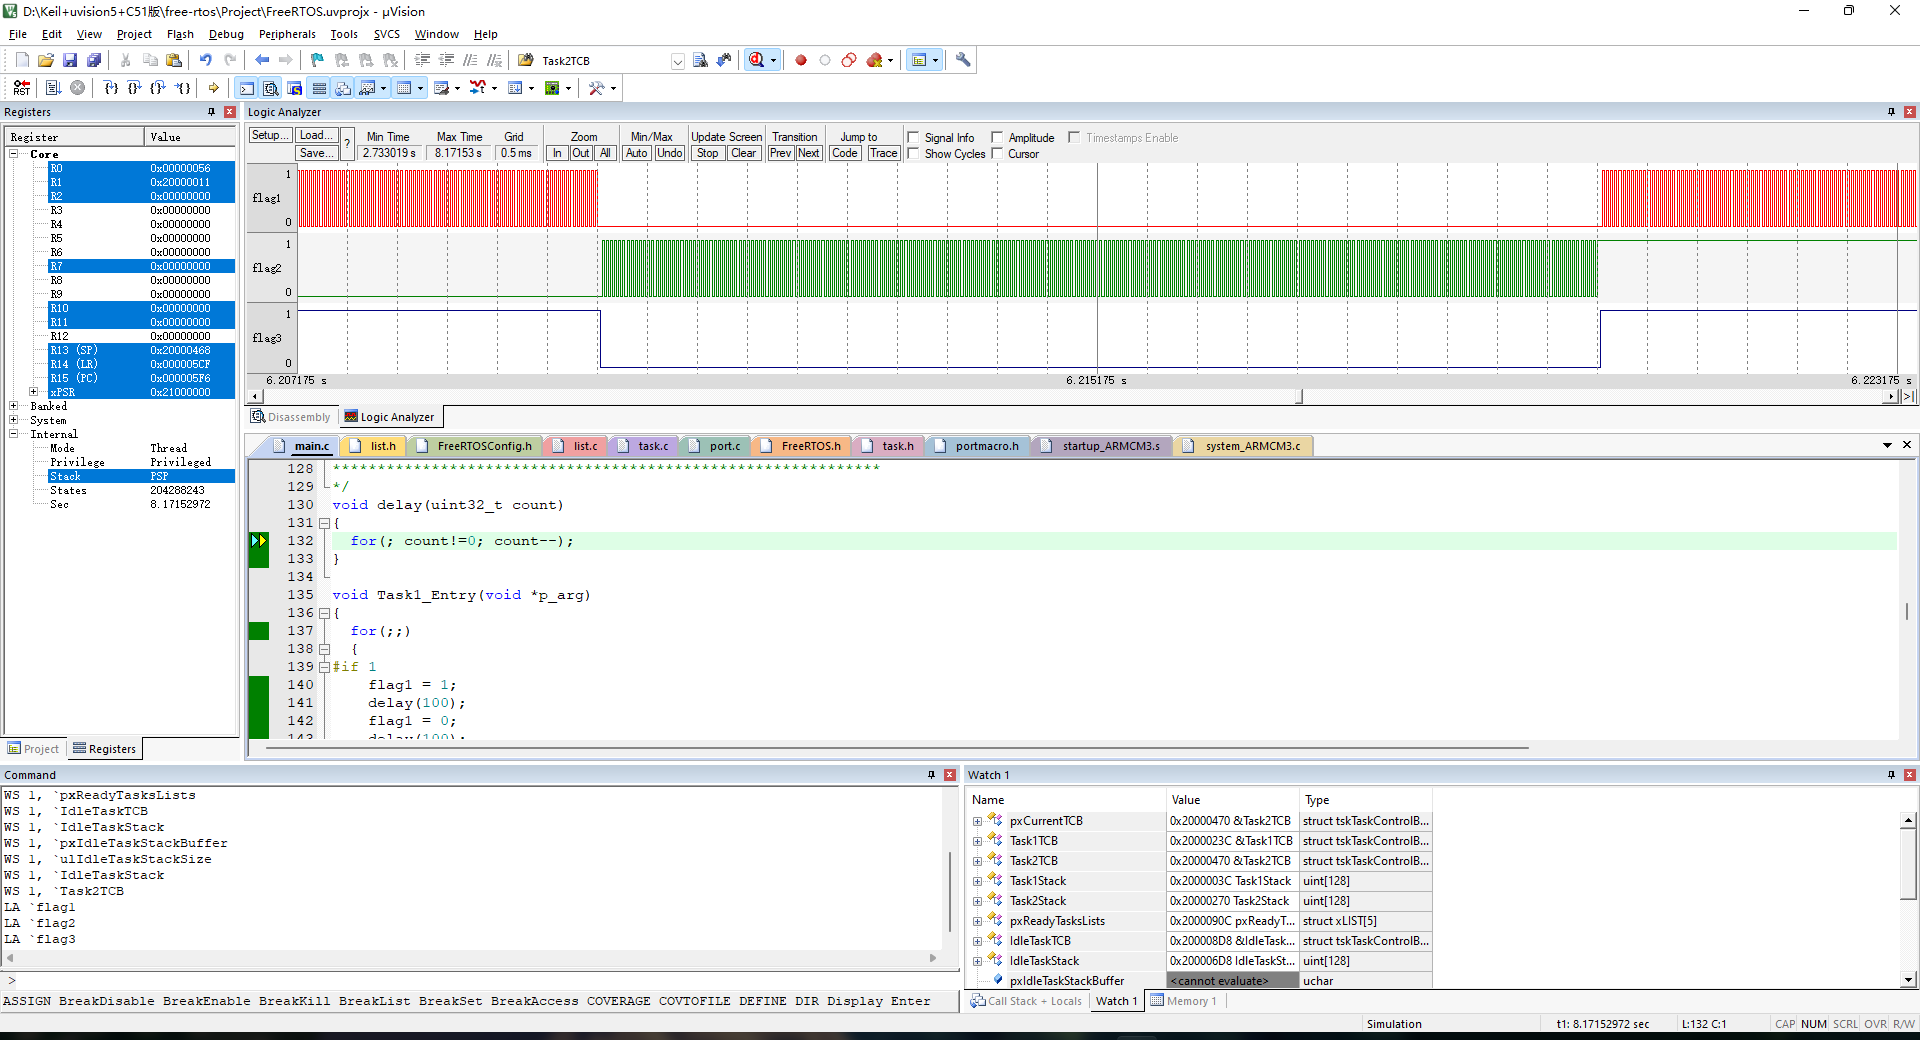 D:\Keil+uvision5+C51版\free-rtos\Project\FreeRTOS.uvprojx - µVision
File Edit View Project Flash Debug Peripherals Tools SVCS Window Help
Task2TCB
RST
Registers
Register Value
Core
R0 0x00000056
R1 0x20000011
R2 0x00000000
R3 0x00000000
R4 0x00000000
R5 0x00000000
R6 0x00000000
R7 0x00000000
R8 0x00000000
R9 0x00000000
R10 0x00000000
R11 0x00000000
R12 0x00000000
R13 (SP) 0x20000468
R14 (LR) 0x000005CF
R15 (PC) 0x000005F6
xPSR 0x21000000
Banked
System
Internal
Mode Thread
Privilege Privileged
Stack PSP
States 204288243
Sec 8.17152972
Project Registers
Logic Analyzer
Setup... Load... ? Min Time Max Time Grid Zoom Min/Max Update Screen Transition Jump to Signal Info Amplitude Timestamps Enable
Save... 2.733019 s 8.17153 s 0.5 ms In Out All Auto Undo Stop Clear Prev Next Code Trace Show Cycles Cursor
1
flag1
0
1
flag2
0
1
flag3
0
6.207175 s 6.215175 s 6.223175 s
Disassembly Logic Analyzer
main.c list.h FreeRTOSConfig.h list.c task.c port.c FreeRTOS.h task.h portmacro.h startup_ARMCM3.s system_ARMCM3.c
128 *************************************************************
129 */
130 void delay(uint32_t count)
131 {
132 for(; count!=0; count--);
133 }
134
135 void Task1_Entry(void *p_arg)
136 {
137 for(;;)
138 {
139 #if 1
140 flag1 = 1;
141 delay(100);
142 flag1 = 0;
143 delay(100);
Command
WS 1, `pxReadyTasksLists
WS 1, `IdleTaskTCB
WS 1, `IdleTaskStack
WS 1, `pxIdleTaskStackBuffer
WS 1, `ulIdleTaskStackSize
WS 1, `IdleTaskStack
WS 1, `Task2TCB
LA `flag1
LA `flag2
LA `flag3
>
ASSIGN BreakDisable BreakEnable BreakKill BreakList BreakSet BreakAccess COVERAGE COVTOFILE DEFINE DIR Display Enter
Watch 1
Name Value Type
pxCurrentTCB 0x20000470 &Task2TCB struct tskTaskControlB...
Task1TCB 0x2000023C &Task1TCB struct tskTaskControlB...
Task2TCB 0x20000470 &Task2TCB struct tskTaskControlB...
Task1Stack 0x2000003C Task1Stack uint[128]
Task2Stack 0x20000270 Task2Stack uint[128]
pxReadyTasksLists 0x2000090C pxReadyT... struct xLIST[5]
IdleTaskTCB 0x200008D8 &IdleTask... struct tskTaskControlB...
IdleTaskStack 0x200006D8 IdleTaskSt... uint[128]
pxIdleTaskStackBuffer <cannot evaluate> uchar
Call Stack + Locals Watch 1 Memory 1
Simulation t1: 8.17152972 sec L:132 C:1 CAP NUM SCRL OVR R/W